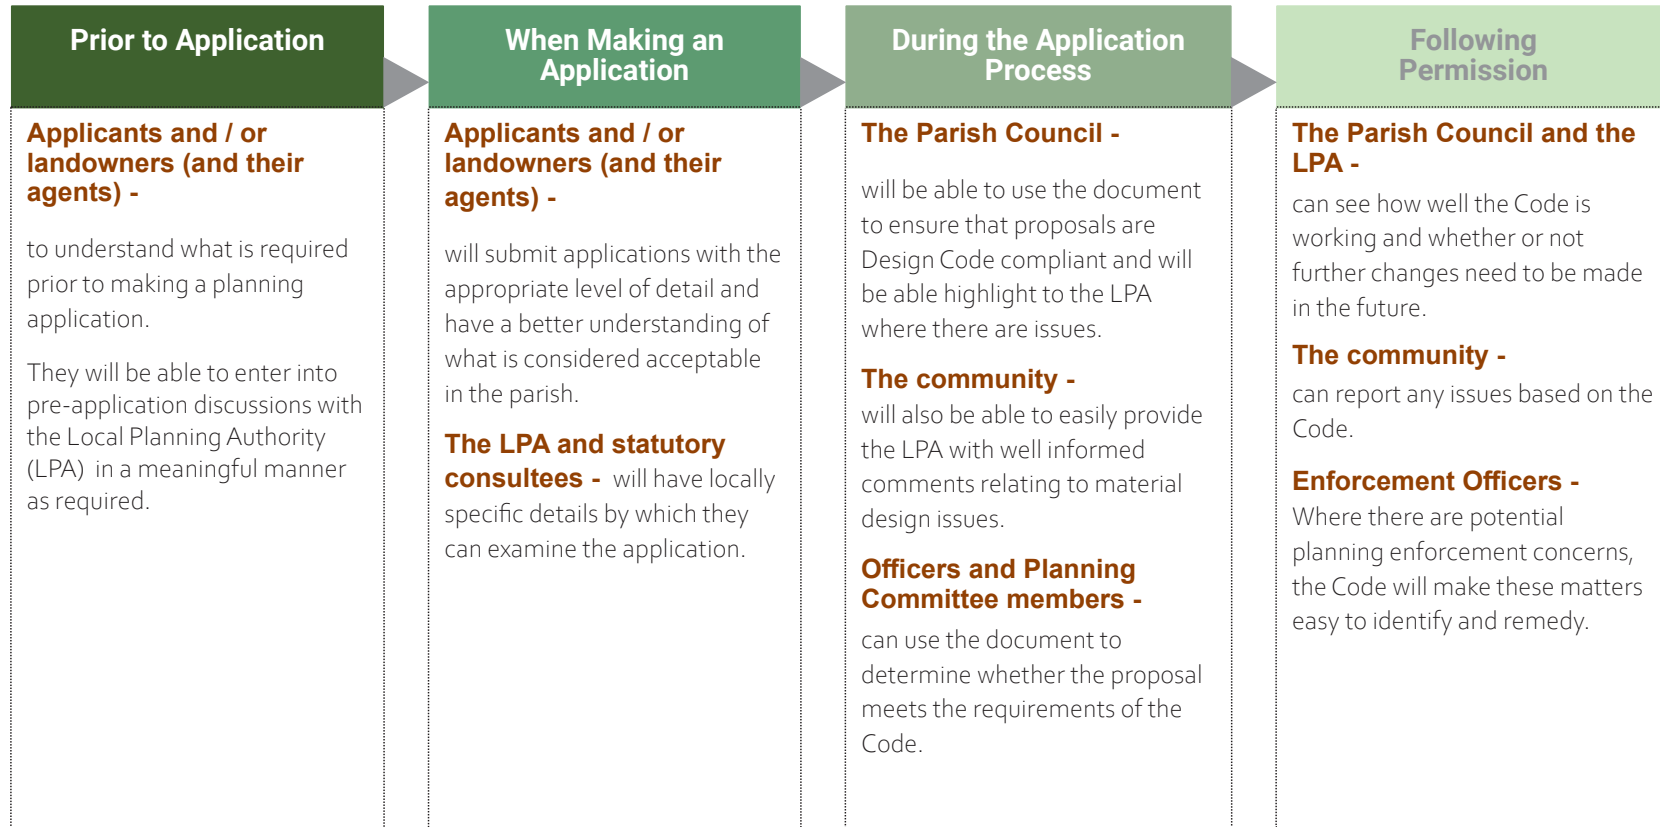 Prior to Application
Applicants and / or
landowners (and their
agents) -
to understand what is required
prior to making a planning
application.
They will be able to enter into
pre-application discussions with
the Local Planning Authority
(LPA) in a meaningful manner
as required.
When Making an
Application
Applicants and / or
landowners (and their
agents) -
will submit applications with the
appropriate level of detail and
have a better understanding of
what is considered acceptable
in the parish.
The LPA and statutory
consultees - will have locally
specific details by which they
can examine the application.
During the Application
Process
The Parish Council -
will be able to use the document
to ensure that proposals are
Design Code compliant and will
be able highlight to the LPA
where there are issues.
The community -
will also be able to easily provide
the LPA with well informed
comments relating to material
design issues.
Officers and Planning
Committee members -
can use the document to
determine whether the proposal
meets the requirements of the
Code.
Following
Permission
The Parish Council and the
LPA -
can see how well the Code is
working and whether or not
further changes need to be made
in the future.
The community -
can report any issues based on the
Code.
Enforcement Officers -
Where there are potential
planning enforcement concerns,
the Code will make these matters
easy to identify and remedy.